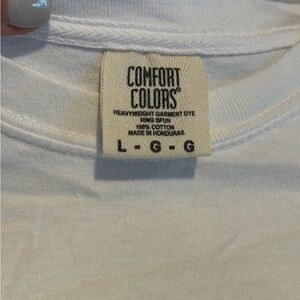 COMFORT
COLORS®
HEAVYWEIGHT GARMENT DYE
RING SPUN
100% COTTON
MADE IN HONDURAS
L - G - G